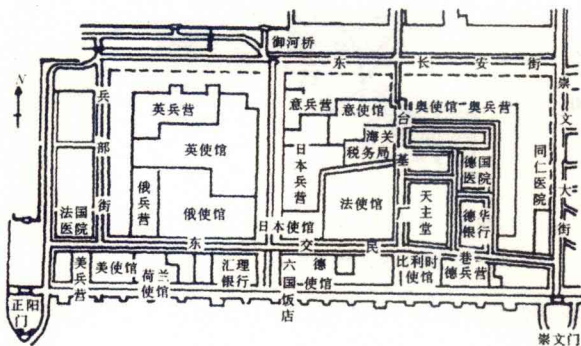 御河桥
东长安街
N
兵部街
英兵营
英使馆
俄兵营
俄使馆
法国
医院
意兵营
意使馆
海关
税务局
日本兵营
日本使馆
法使馆
台基厂
奥使馆
奥兵营
德国
医院
天主堂
德华
银行
同仁医院
崇文大街
东交民巷
美兵营
美使馆
荷兰
使馆
汇理
银行
六国饭店
德使馆
比利时
使馆
德兵营
正阳门
崇文门